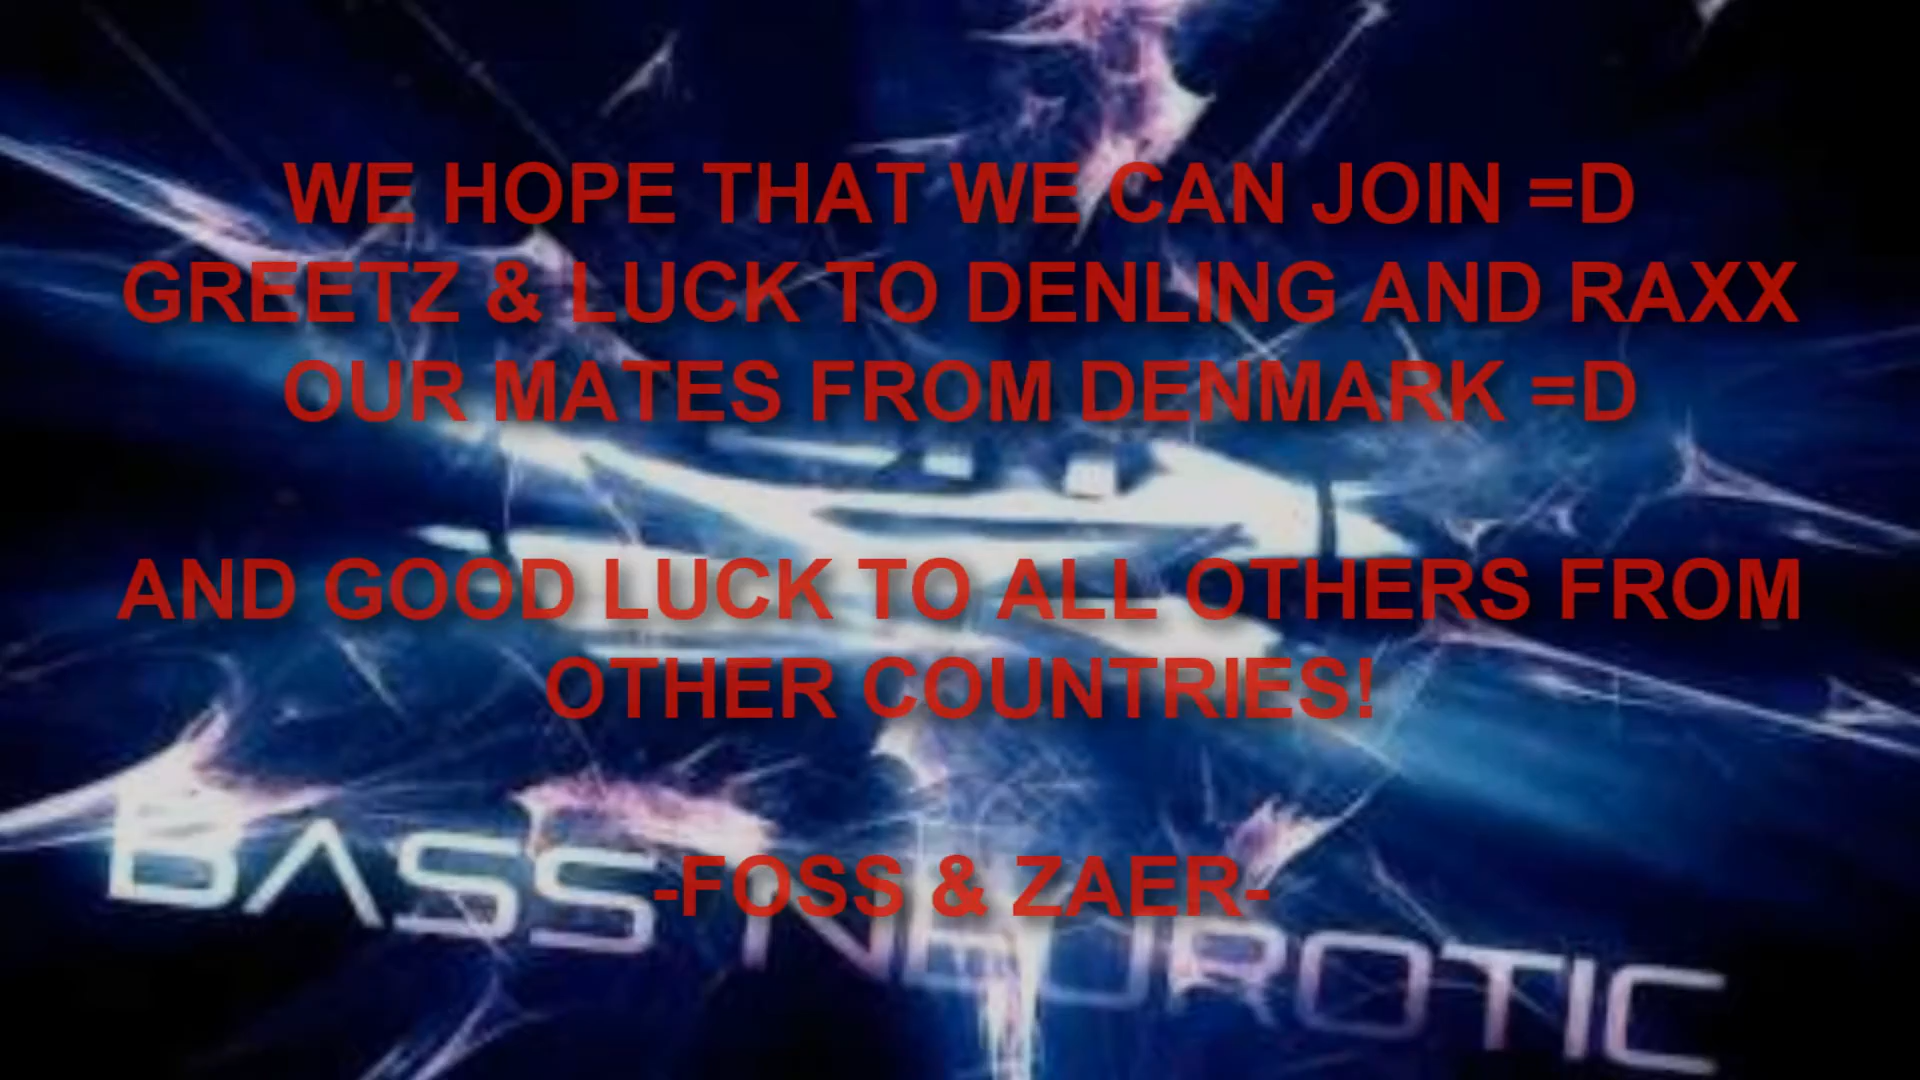 WE HOPE THAT WE CAN JOIN =D
GREETZ & LUCK TO DENLING AND RAXX
OUR MATES FROM DENMARK =D
AND GOOD LUCK TO ALL OTHERS FROM
OTHER COUNTRIES!
-FOSS & ZAER-
BASS NEUROTIC